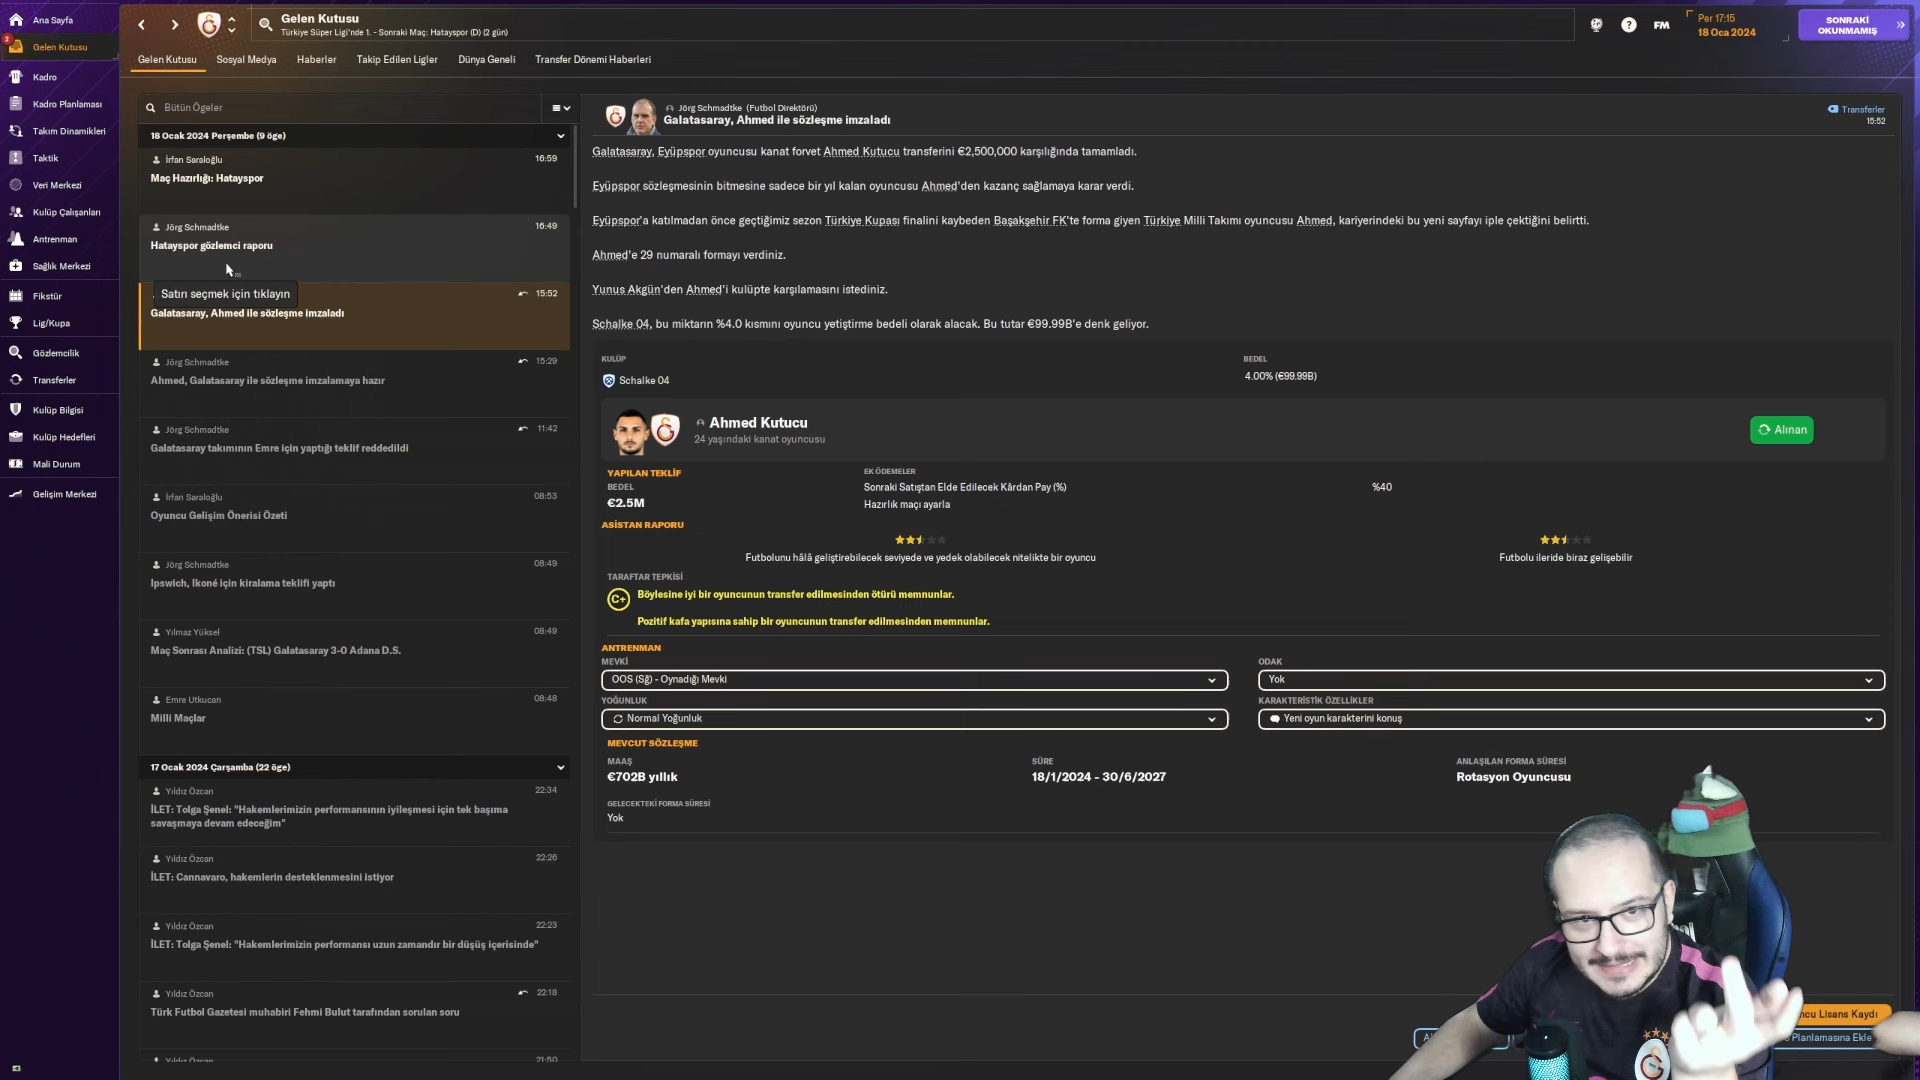 Ana Sayfa
2
Gelen Kutusu
Kadro
Kadro Planlaması
Takım Dinamikleri
Taktik
Veri Merkezi
Kulüp Çalışanları
Antrenman
Sağlık Merkezi
Fikstür
Lig/Kupa
Gözlemcilik
Transferler
Kulüp Bilgisi
Kulüp Hedefleri
Mali Durum
Gelişim Merkezi
Gelen Kutusu
Türkiye Süper Ligi'nde 1. - Sonraki Maç: Hatayspor (D) (2 gün)
FM
Per 17:15
18 Oca 2024
SONRAKİ
OKUNMAMIŞ
Gelen Kutusu
Sosyal Medya
Haberler
Takip Edilen Ligler
Dünya Geneli
Transfer Dönemi Haberleri
Bütün Ögeler
18 Ocak 2024 Perşembe (9 öge)
İrfan Saraloğlu 16:59
Maç Hazırlığı: Hatayspor
Jörg Schmadtke 16:49
Hatayspor gözlemci raporu
Satırı seçmek için tıklayın
15:52
Galatasaray, Ahmed ile sözleşme imzaladı
Jörg Schmadtke 15:29
Ahmed, Galatasaray ile sözleşme imzalamaya hazır
Jörg Schmadtke 11:42
Galatasaray takımının Emre için yaptığı teklif reddedildi
İrfan Saraloğlu 08:53
Oyuncu Gelişim Önerisi Özeti
Jörg Schmadtke 08:49
Ipswich, Ikoné için kiralama teklifi yaptı
Yılmaz Yüksel 08:49
Maç Sonrası Analizi: (TSL) Galatasaray 3-0 Adana D.S.
Emre Utkucan 08:48
Milli Maçlar
17 Ocak 2024 Çarşamba (22 öge)
Yıldız Özcan 22:34
İLET: Tolga Şenel: "Hakemlerimizin performansının iyileşmesi için tek başıma
savaşmaya devam edeceğim"
Yıldız Özcan 22:26
İLET: Cannavaro, hakemlerin desteklenmesini istiyor
Yıldız Özcan 22:23
İLET: Tolga Şenel: "Hakemlerimizin performansı uzun zamandır bir düşüş içerisinde"
Yıldız Özcan 22:18
Türk Futbol Gazetesi muhabiri Fehmi Bulut tarafından sorulan soru
Yıldız Özcan 21:50
Jörg Schmadtke (Futbol Direktörü)
Galatasaray, Ahmed ile sözleşme imzaladı
Transferler
15:52
Galatasaray, Eyüpspor oyuncusu kanat forvet Ahmed Kutucu transferini €2,500,000 karşılığında tamamladı.
Eyüpspor sözleşmesinin bitmesine sadece bir yıl kalan oyuncusu Ahmed'den kazanç sağlamaya karar verdi.
Eyüpspor'a katılmadan önce geçtiğimiz sezon Türkiye Kupası finalini kaybeden Başakşehir FK'te forma giyen Türkiye Milli Takımı oyuncusu Ahmed, kariyerindeki bu yeni sayfayı iple çektiğini belirtti.
Ahmed'e 29 numaralı formayı verdiniz.
Yunus Akgün'den Ahmed'i kulüpte karşılamasını istediniz.
Schalke 04, bu miktarın %4.0 kısmını oyuncu yetiştirme bedeli olarak alacak. Bu tutar €99.99B'e denk geliyor.
KULÜP BEDEL
Schalke 04 4.00% (€99.99B)
Ahmed Kutucu
24 yaşındaki kanat oyuncusu
Alınan
YAPILAN TEKLİF
BEDEL
€2.5M
EK ÖDEMELER
Sonraki Satıştan Elde Edilecek Kârdan Pay (%) %40
Hazırlık maçı ayarla
ASİSTAN RAPORU
Futbolunu hâlâ geliştirebilecek seviyede ve yedek olabilecek nitelikte bir oyuncu
Futbolu ileride biraz gelişebilir
TARAFTAR TEPKİSİ
C+
Böylesine iyi bir oyuncunun transfer edilmesinden ötürü memnunlar.
Pozitif kafa yapısına sahip bir oyuncunun transfer edilmesinden memnunlar.
ANTRENMAN
MEVKİ ODAK
OOS (Sğ) - Oynadığı Mevki Yok
YOĞUNLUK KARAKTERİSTİK ÖZELLİKLER
Normal Yoğunluk Yeni oyun karakterini konuş
MEVCUT SÖZLEŞME
MAAŞ SÜRE ANLAŞILAN FORMA SÜRESİ
€702B yıllık 18/1/2024 - 30/6/2027 Rotasyon Oyuncusu
GELECEKTEKİ FORMA SÜRESİ
Yok
Lisans Kaydı
Planlamasına Ekle